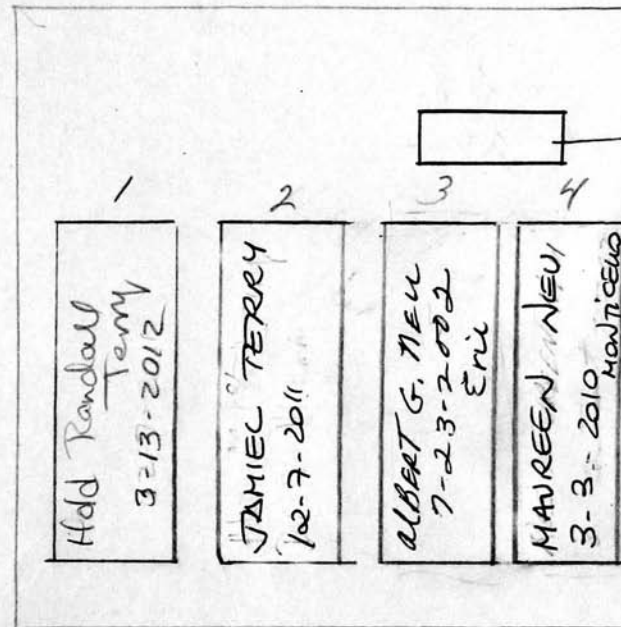 1
2
3
4
Hold Randall
Terry
3-13-2012
JAMIEL TERRY
12-7-2011
ALBERT G. NEU
7-23-2002
MAUREEN NEU
3-3-2010
MONTICELLO